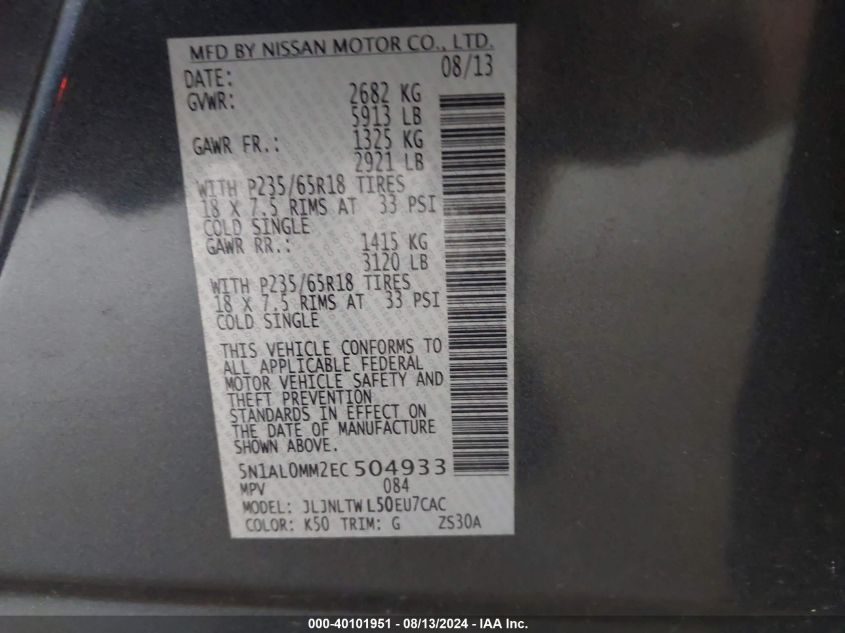 MFD BY NISSAN MOTOR CO., LTD.
DATE: 08/13
GVWR: 2682 KG
5913 LB
GAWR FR.: 1325 KG
2921 LB
WITH P235/65R18 TIRES
18 X 7.5 RIMS AT 33 PSI
COLD SINGLE
GAWR RR.: 1415 KG
3120 LB
WITH P235/65R18 TIRES
18 X 7.5 RIMS AT 33 PSI
COLD SINGLE
THIS VEHICLE CONFORMS TO
ALL APPLICABLE FEDERAL
MOTOR VEHICLE SAFETY AND
THEFT PREVENTION
STANDARDS IN EFFECT ON
THE DATE OF MANUFACTURE
SHOWN ABOVE.
5N1AL0MM2EC504933
MPV 084
MODEL: JLJNLTWL50EU7CAC
COLOR: K50 TRIM: G ZS30A
000-40101951 - 08/13/2024 - IAA Inc.